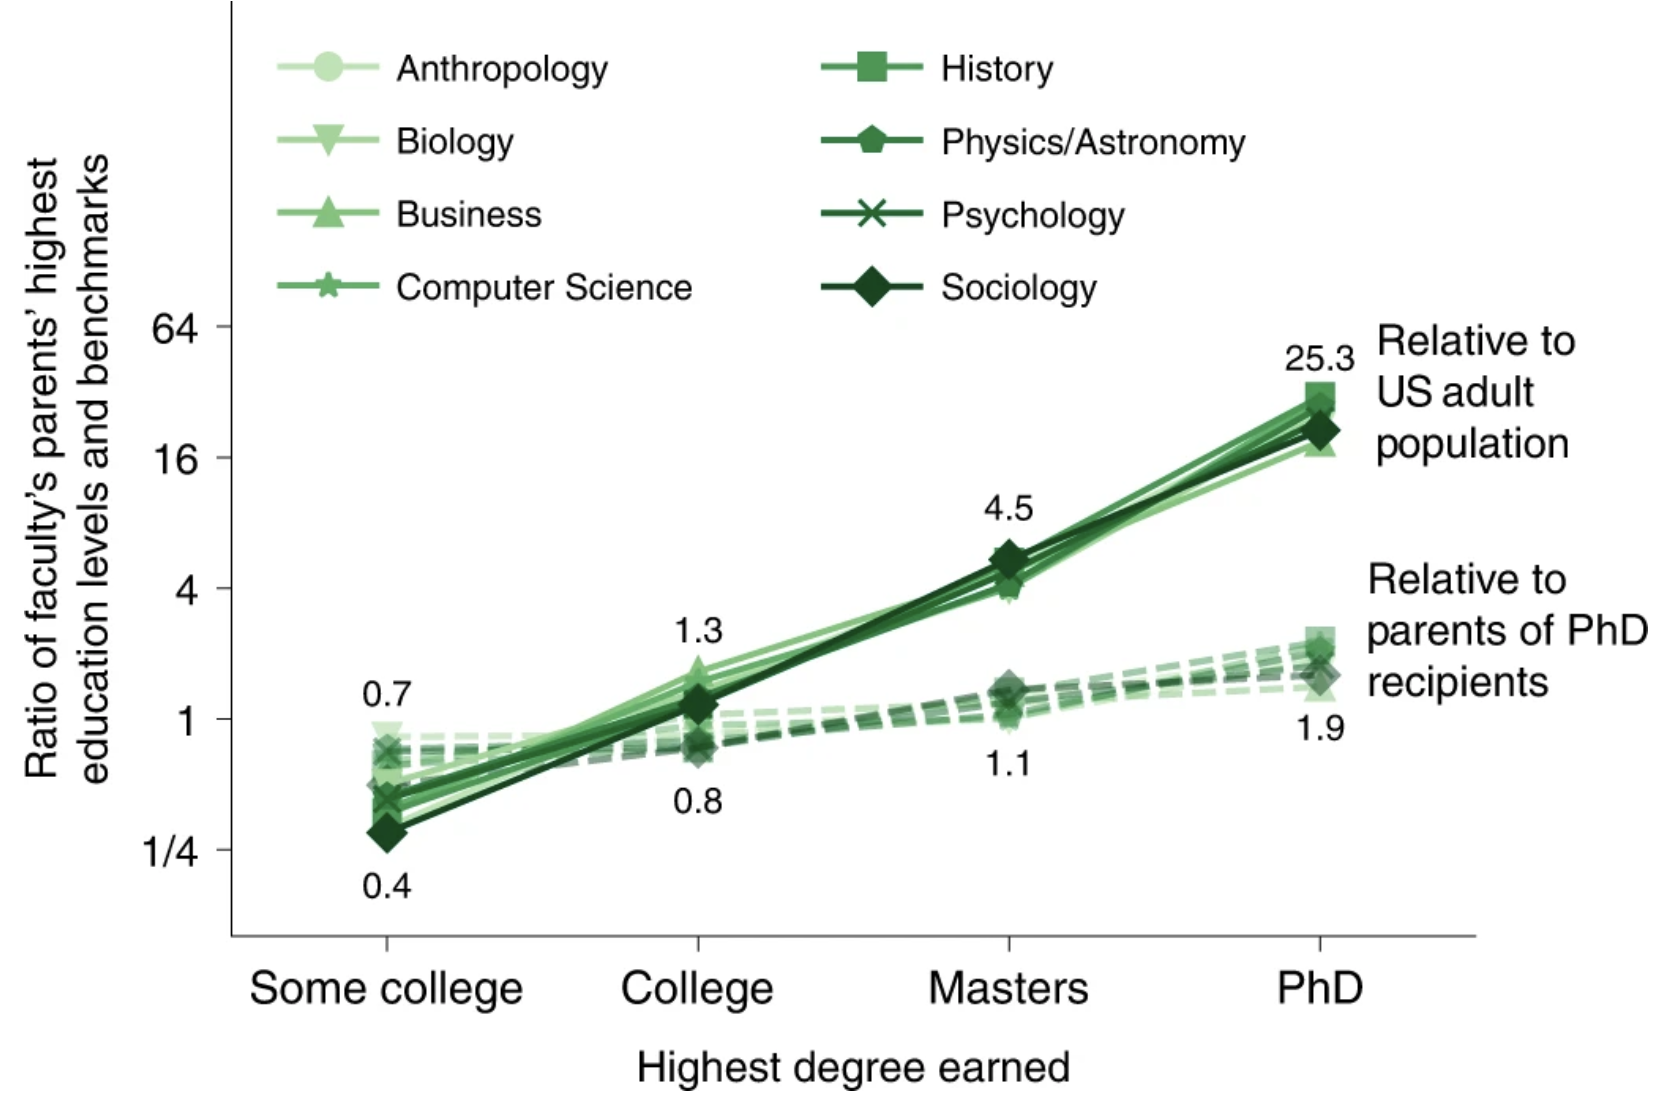 Anthropology
Biology
Business
Computer Science
History
Physics/Astronomy
Psychology
Sociology
Ratio of faculty’s parents’ highest
education levels and benchmarks
64
16
4
1
1/4
0.7
0.4
1.3
0.8
4.5
1.1
25.3
1.9
Relative to
US adult
population
Relative to
parents of PhD
recipients
Some college
College
Masters
PhD
Highest degree earned